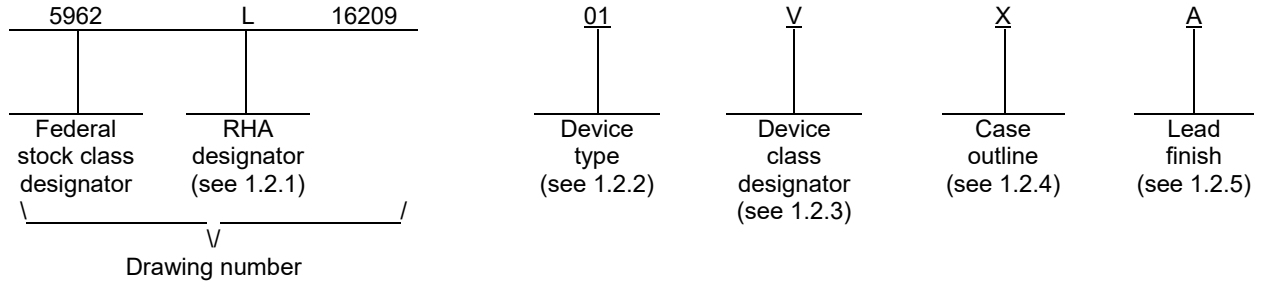 5962 L 16209 01 V X A
Federal RHA Device Device Case Lead
stock class designator type class outline finish
designator (see 1.2.1) (see 1.2.2) designator (see 1.2.4) (see 1.2.5)
(see 1.2.3)
Drawing number